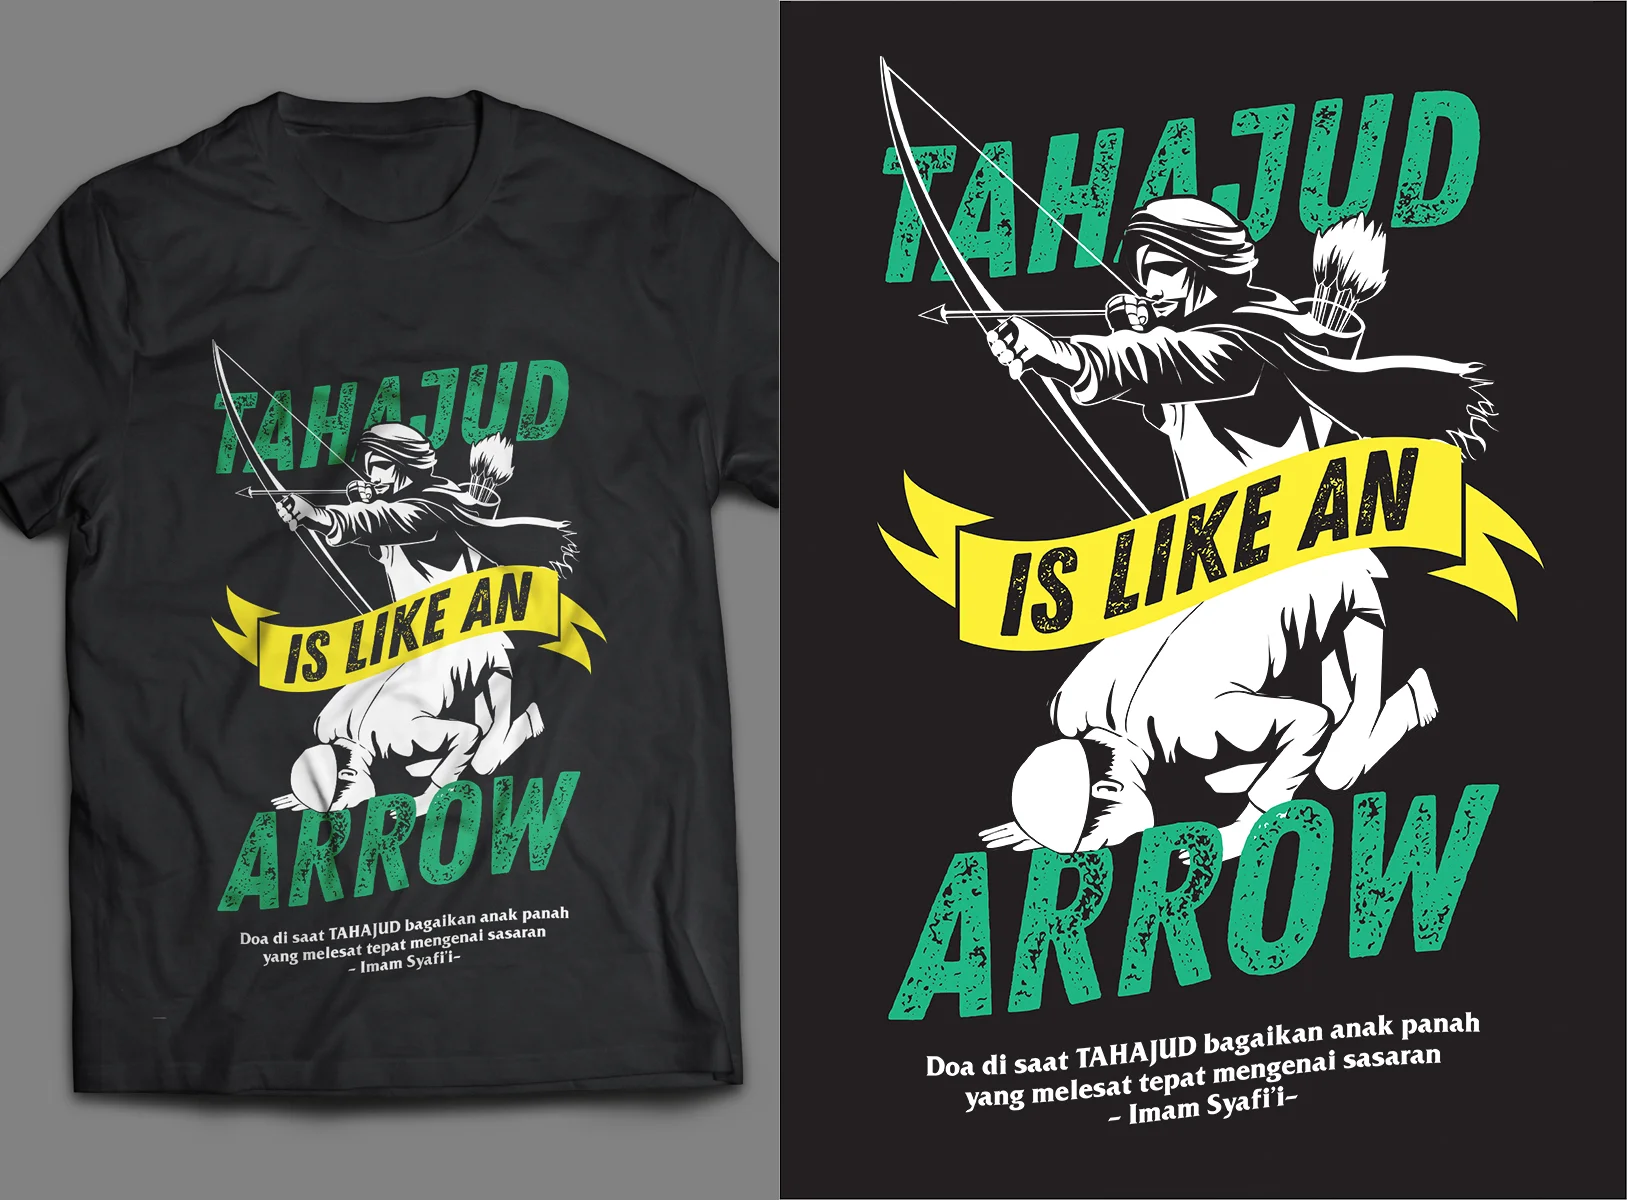 TAHAJUD
IS LIKE AN
ARROW
Doa di saat TAHAJUD bagaikan anak panah
yang melesat tepat mengenai sasaran
- Imam Syafi'i-
TAHAJUD
IS LIKE AN
ARROW
Doa di saat TAHAJUD bagaikan anak panah
yang melesat tepat mengenai sasaran
- Imam Syafi'i-